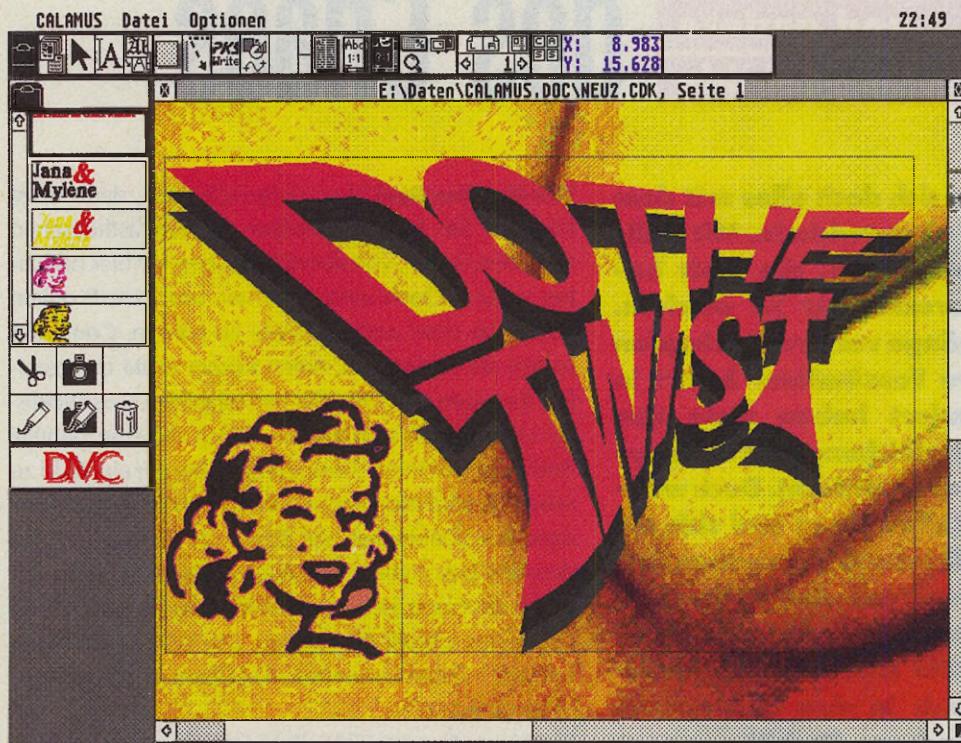 CALAMUS Datei Optionen 22:49
Abc
1:1
PKS
Write
1
X: 8.983
Y: 15.628
E:\Daten\CALAMUS.DOC\NEU2.CDK, Seite 1
Jana &
Mylène
Jana &
Mylène
DMC
DO THE
TWIST